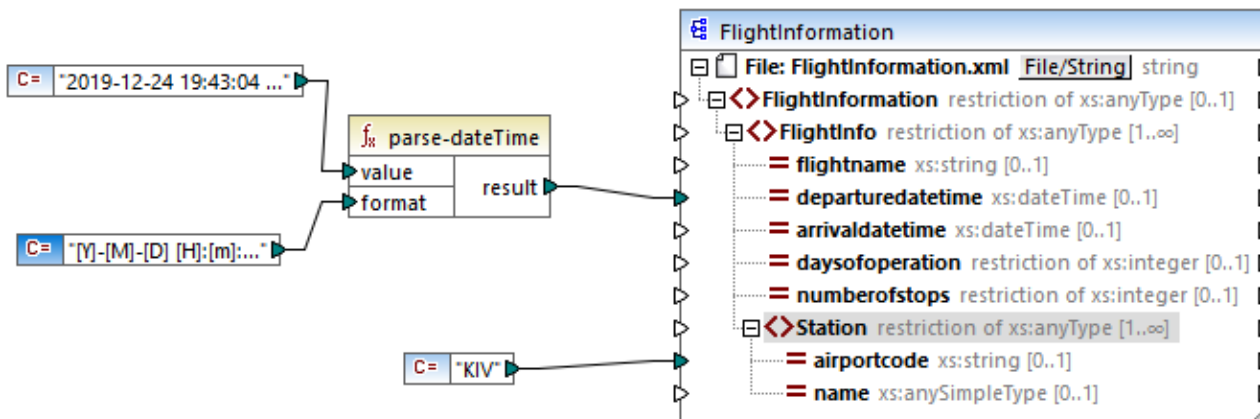 FlightInformation
File: FlightInformation.xml File/String string
C= "2019-12-24 19:43:04 ..."
FlightInformation restriction of xs:anyType [0..1]
fx parse-dateTime
FlightInfo restriction of xs:anyType [1..∞]
value
flightname xs:string [0..1]
result
departuredatetime xs:dateTime [0..1]
format
arrivaldatetime xs:dateTime [0..1]
C= "[Y]-[M]-[D] [H]:[m]:..."
daysofoperation restriction of xs:integer [0..1]
numberofstops restriction of xs:integer [0..1]
Station restriction of xs:anyType [1..∞]
C= "KIV"
airportcode xs:string [0..1]
name xs:anySimpleType [0..1]